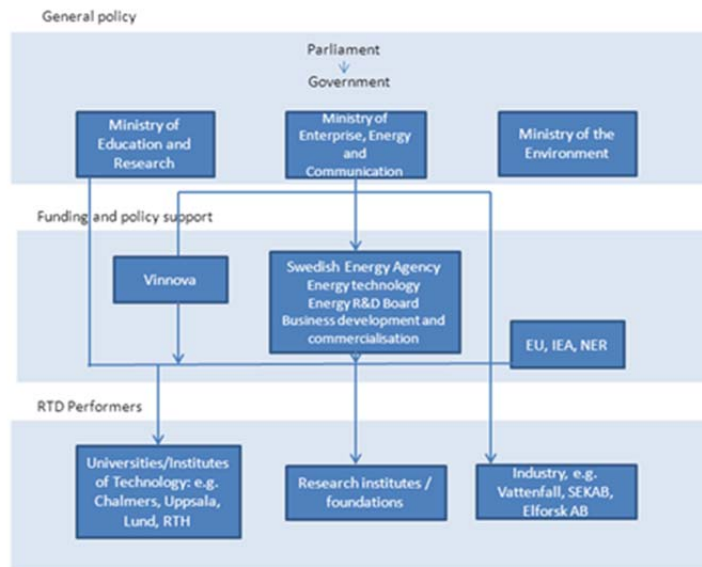 General policy
Parliament
Government
Ministry of
Education and
Research
Ministry of
Enterprise, Energy
and
Communication
Ministry of the
Environment
Funding and policy support
Vinnova
Swedish Energy Agency
Energy technology
Energy R&D Board
Business development and
commercialisation
EU, IEA, NER
RTD Performers
Universities/Institutes
of Technology: e.g.
Chalmers, Uppsala,
Lund, RTH
Research institutes /
foundations
Industry, e.g.
Vattenfall, SEKAB,
Elforsk AB